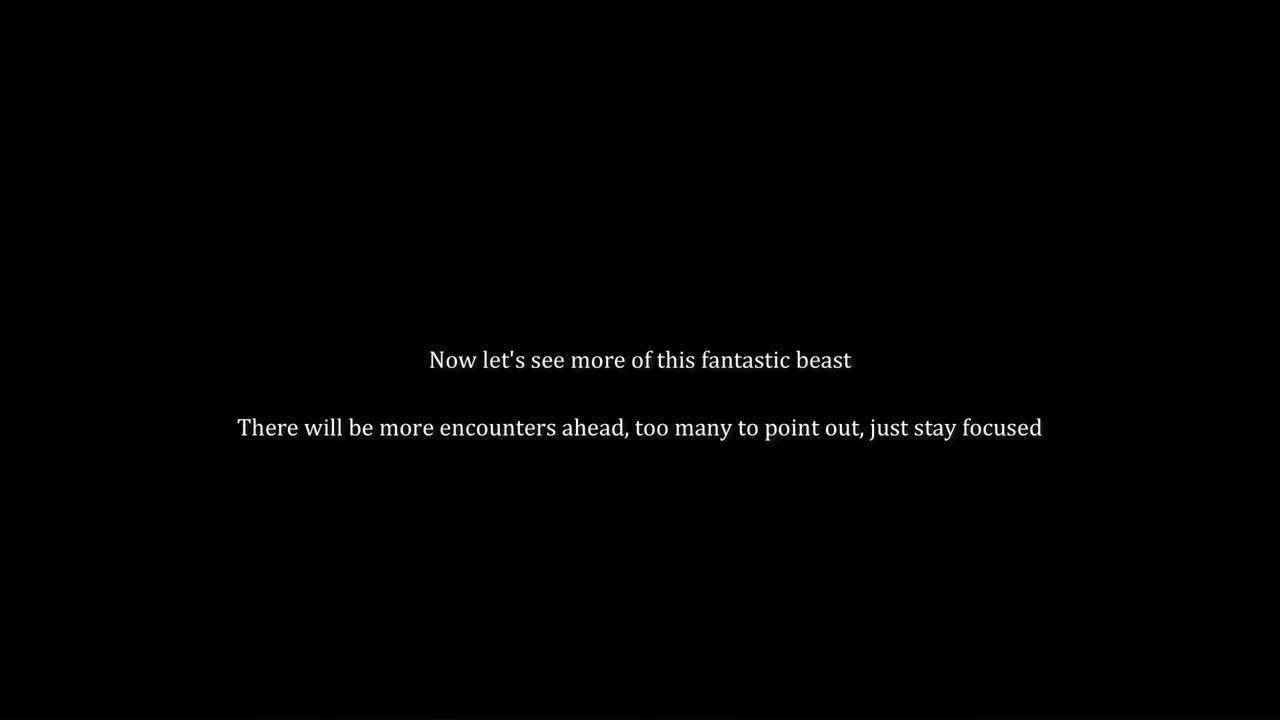 Now let's see more of this fantastic beast
There will be more encounters ahead, too many to point out, just stay focused